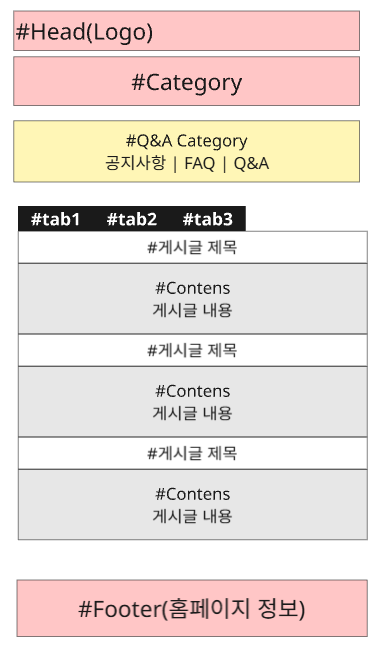 #Head(Logo)
#Category
#Q&A Category
공지사항 | FAQ | Q&A
#tab1 #tab2 #tab3
#게시글 제목
#Contens
게시글 내용
#게시글 제목
#Contens
게시글 내용
#게시글 제목
#Contens
게시글 내용
#Footer(홈페이지 정보)